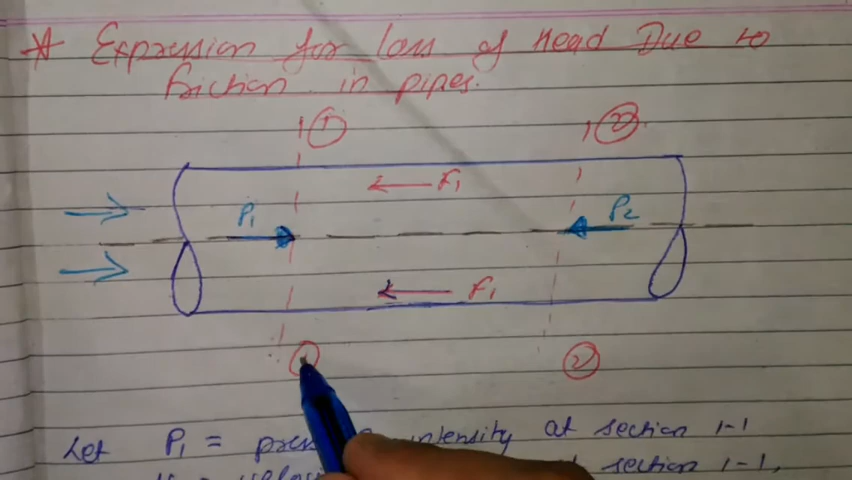 * Expression for loss of Head Due to
friction in pipes.
1 ①
1 ②
F1
P1
P2
F1
②
Let P1 = intensity at section 1-1
section 1-1,